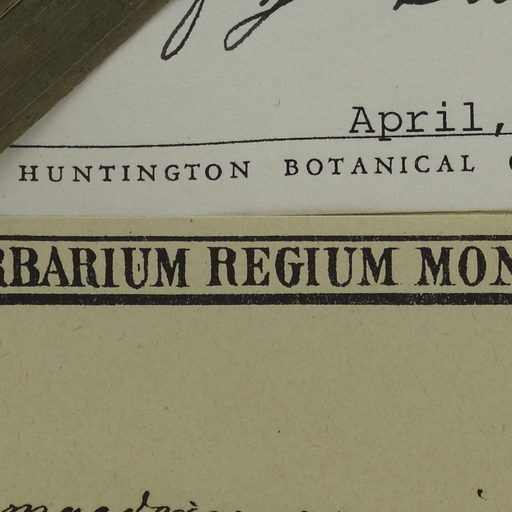 April,
HUNTINGTON BOTANICAL
RBARIUM REGIUM MON